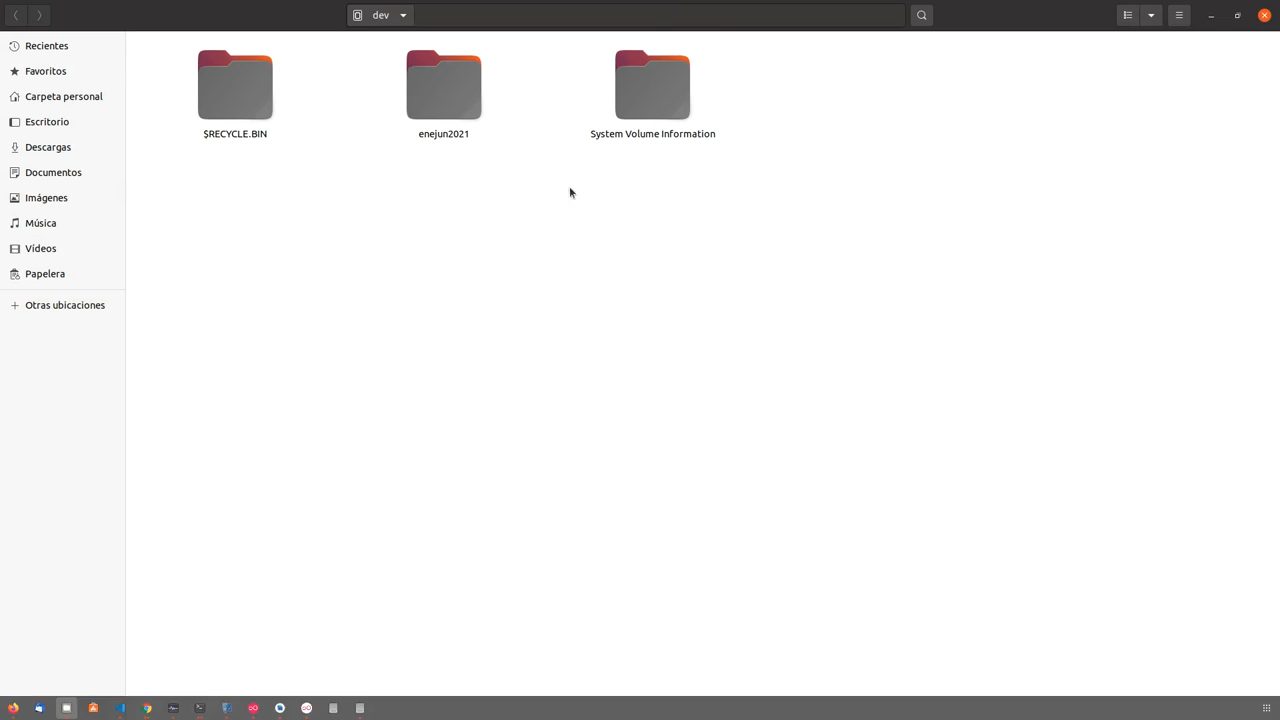 dev
Recientes
Favoritos
Carpeta personal
Escritorio
Descargas
Documentos
Imágenes
Música
Vídeos
Papelera
Otras ubicaciones
$RECYCLE.BIN
enejun2021
System Volume Information